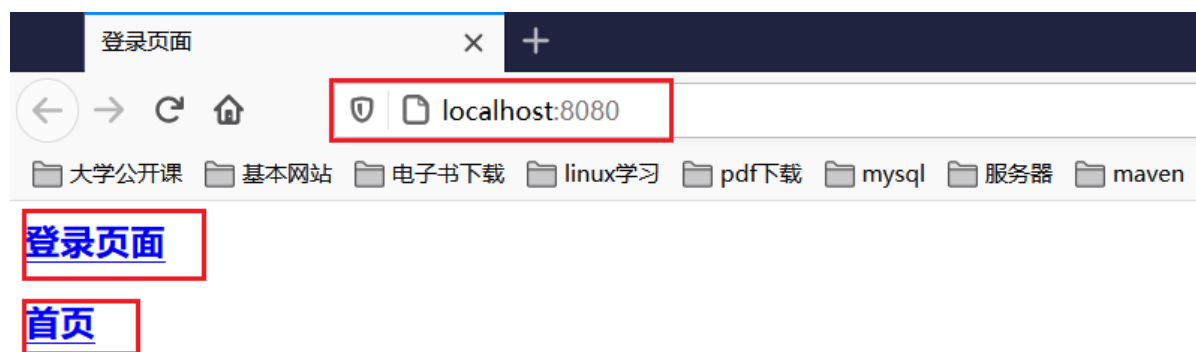 登录页面
localhost:8080
大学公开课 基本网站 电子书下载 linux学习 pdf下载 mysql 服务器 maven
登录页面
首页